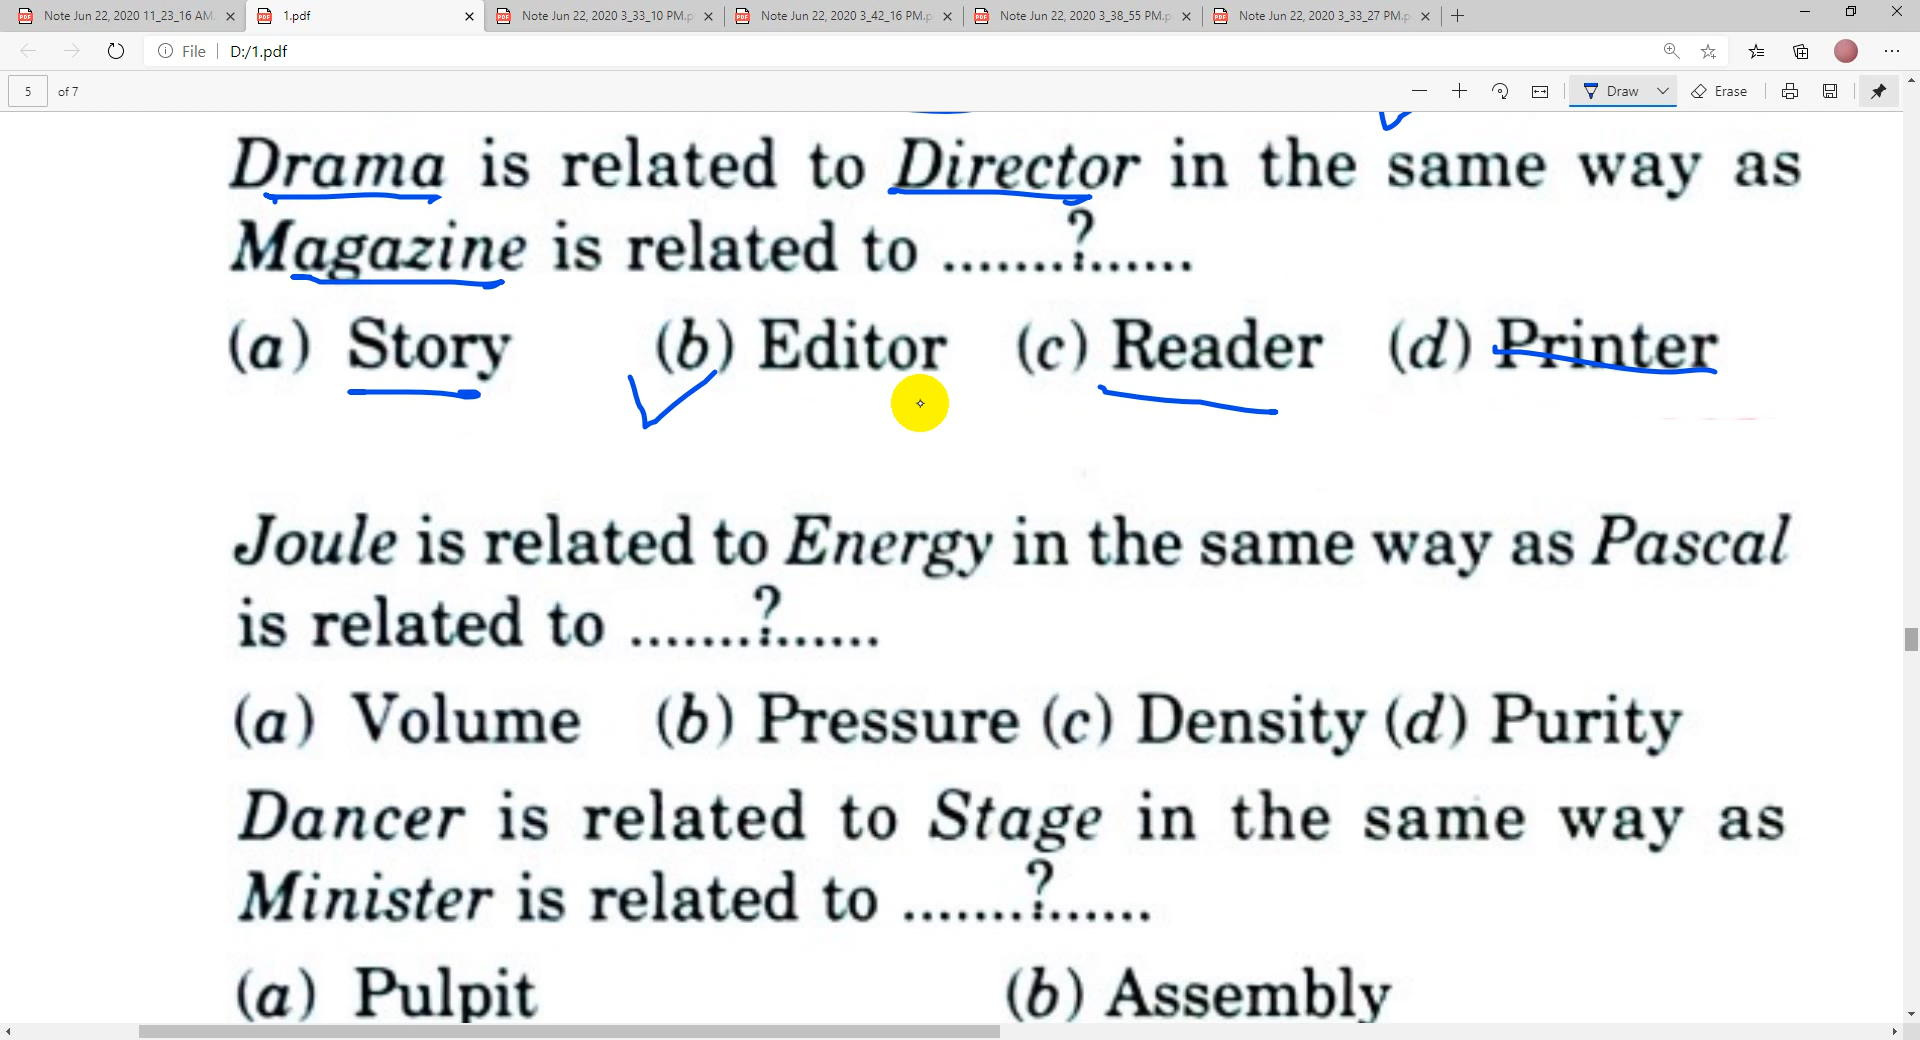 Note Jun 22, 2020 11_23_16 AM.
1.pdf
Note Jun 22, 2020 3_33_10 PM.p
Note Jun 22, 2020 3_42_16 PM.p
Note Jun 22, 2020 3_38_55 PM.p
Note Jun 22, 2020 3_33_27 PM.p
File D:/1.pdf
5 of 7
Draw
Erase
Drama is related to Director in the same way as
Magazine is related to .......?......
(a) Story (b) Editor (c) Reader (d) Printer
Joule is related to Energy in the same way as Pascal
is related to .......?......
(a) Volume (b) Pressure (c) Density (d) Purity
Dancer is related to Stage in the same way as
Minister is related to .......?......
(a) Pulpit (b) Assembly